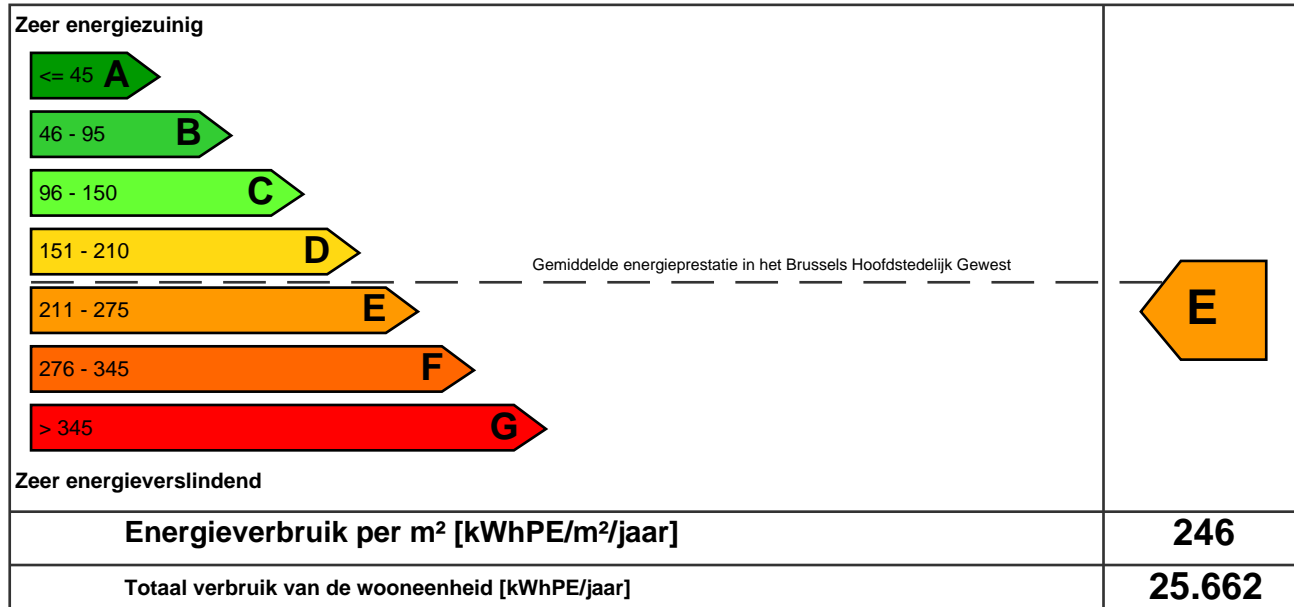 Zeer energiezuinig
<= 45 A
46 - 95 B
96 - 150 C
151 - 210 D
Gemiddelde energieprestatie in het Brussels Hoofdstedelijk Gewest
211 - 275 E
E
276 - 345 F
> 345 G
Zeer energieverslindend
Energieverbruik per m² [kWhPE/m²/jaar] 246
Totaal verbruik van de wooneenheid [kWhPE/jaar] 25.662